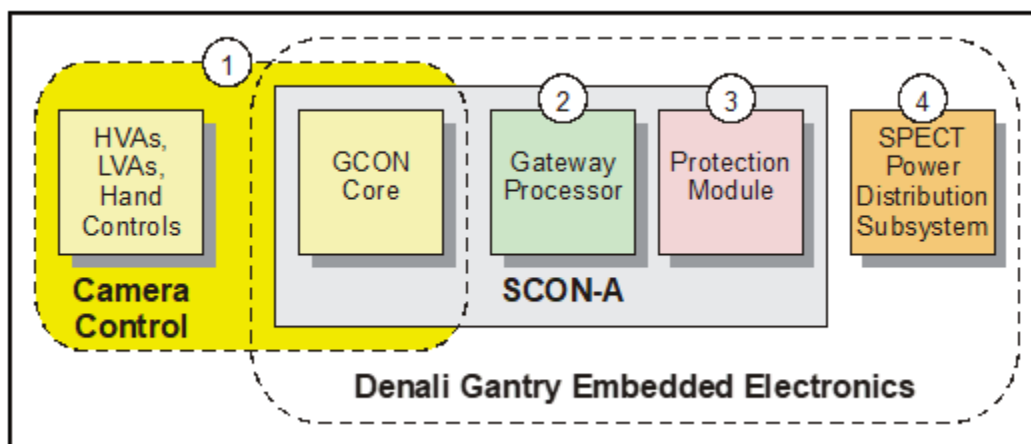 1
2
3
4
HVAs,
LVAs,
Hand
Controls
GCON
Core
Gateway
Processor
Protection
Module
SPECT
Power
Distribution
Subsystem
Camera
Control
SCON-A
Denali Gantry Embedded Electronics